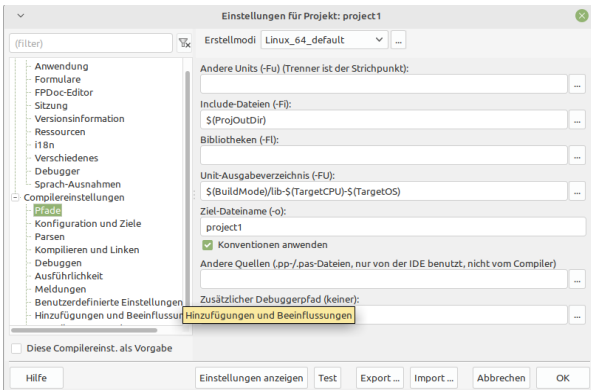 Einstellungen für Projekt: project1
(filter)
Erstellmodi Linux_64_default ...
Anwendung
Formulare
FPDoc-Editor
Sitzung
Versionsinformation
Ressourcen
i18n
Verschiedenes
Debugger
Sprach-Ausnahmen
Compilereinstellungen
Pfade
Konfiguration und Ziele
Parsen
Kompilieren und Linken
Debuggen
Ausführlichkeit
Meldungen
Benutzerdefinierte Einstellungen
Hinzufügungen und Beeinflussun
Hinzufügungen und Beeinflussungen
Diese Compilereinst. als Vorgabe
Andere Units (-Fu) (Trenner ist der Strichpunkt):
...
Include-Dateien (-Fi):
$(ProjOutDir) ...
Bibliotheken (-Fl):
...
Unit-Ausgabeverzeichnis (-FU):
$(BuildMode)/lib-$(TargetCPU)-$(TargetOS) ...
Ziel-Dateiname (-o):
project1
Konventionen anwenden
Andere Quellen (.pp-/.pas-Dateien, nur von der IDE benutzt, nicht vom Compiler)
...
Zusätzlicher Debuggerpfad (keiner):
...
Hilfe Einstellungen anzeigen Test Export ... Import ... Abbrechen OK